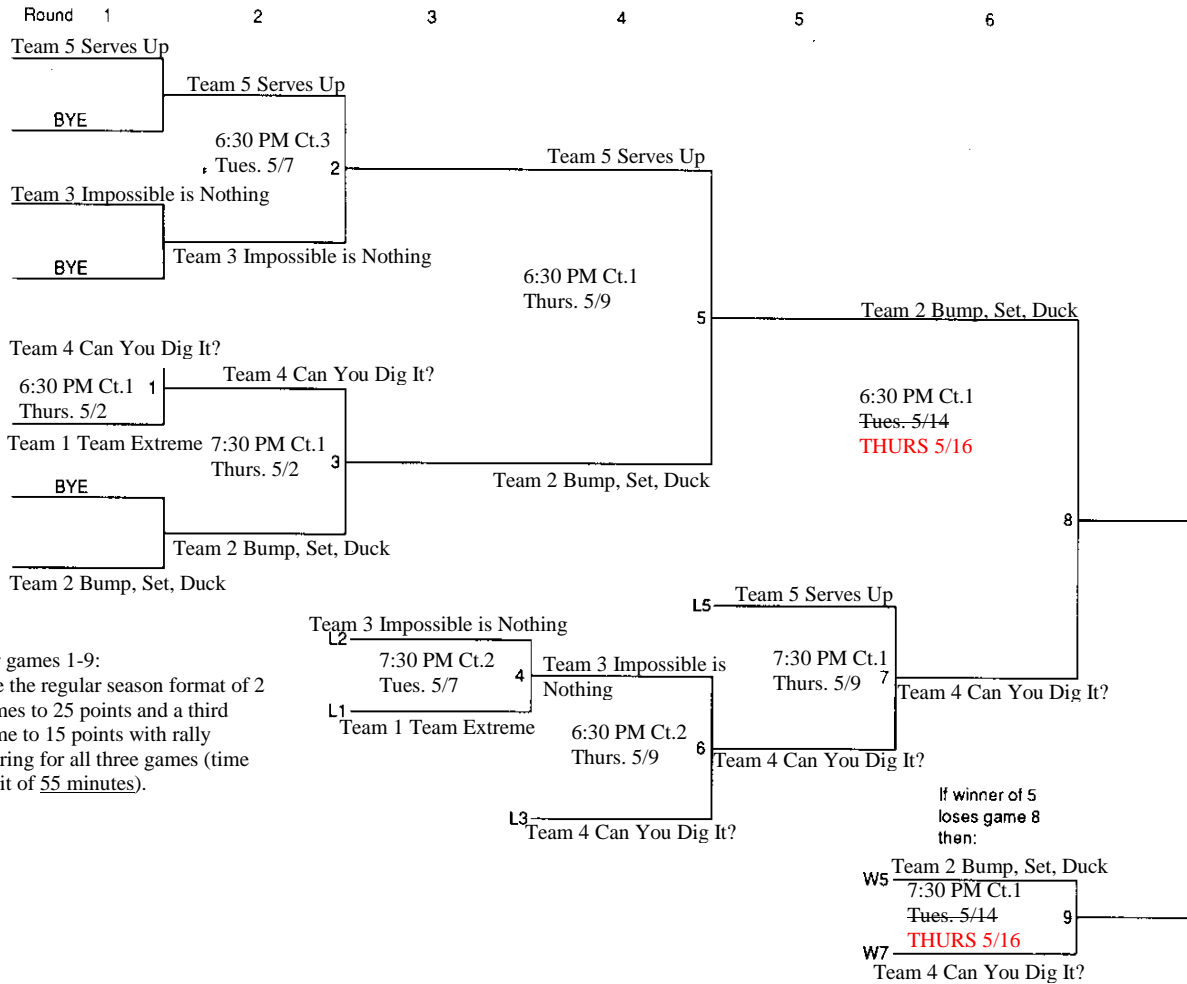 Round 1 2 3 4 5 6
Team 5 Serves Up
Team 5 Serves Up
BYE
6:30 PM Ct.3
Tues. 5/7
2
Team 5 Serves Up
Team 3 Impossible is Nothing
Team 3 Impossible is Nothing
BYE
6:30 PM Ct.1
Thurs. 5/9
5
Team 2 Bump, Set, Duck
Team 4 Can You Dig It?
6:30 PM Ct.1
Thurs. 5/2
1
Team 4 Can You Dig It?
Team 1 Team Extreme
7:30 PM Ct.1
Thurs. 5/2
3
Team 2 Bump, Set, Duck
BYE
Team 2 Bump, Set, Duck
Team 2 Bump, Set, Duck
6:30 PM Ct.1
Tues. 5/14
THURS 5/16
8
L5
Team 5 Serves Up
Team 3 Impossible is Nothing
L2
7:30 PM Ct.2
Tues. 5/7
4
L1
Team 1 Team Extreme
Team 3 Impossible is
Nothing
7:30 PM Ct.1
Thurs. 5/9
7
Team 4 Can You Dig It?
6:30 PM Ct.2
Thurs. 5/9
6
Team 4 Can You Dig It?
L3
Team 4 Can You Dig It?
games 1-9:
the regular season format of 2
to 25 points and a third
to 15 points with rally
for all three games (time
of 55 minutes).
If winner of 5
loses game 8
then:
W5
Team 2 Bump, Set, Duck
7:30 PM Ct.1
Tues. 5/14
THURS 5/16
9
W7
Team 4 Can You Dig It?